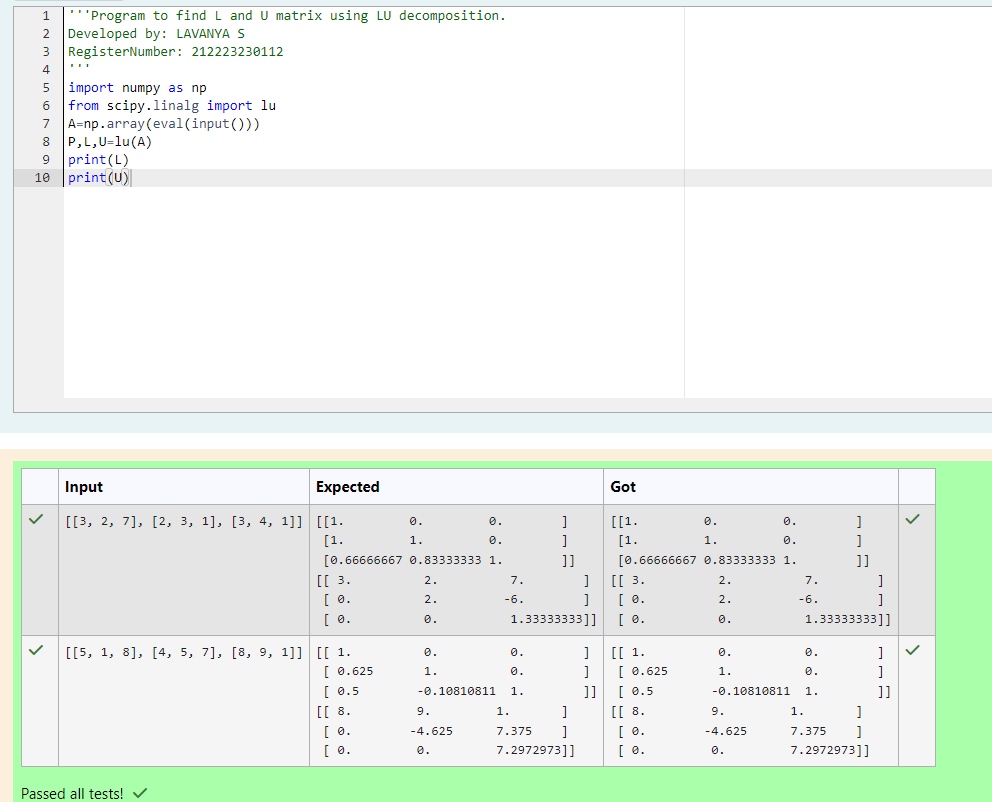 1 '''Program to find L and U matrix using LU decomposition.
2 Developed by: LAVANYA S
3 RegisterNumber: 212223230112
4 '''
5 import numpy as np
6 from scipy.linalg import lu
7 A=np.array(eval(input()))
8 P,L,U=lu(A)
9 print(L)
10 print(U)
Input Expected Got
[[3, 2, 7], [2, 3, 1], [3, 4, 1]] [[1. 0. 0. ] [[1. 0. 0. ]
[1. 1. 0. ] [1. 1. 0. ]
[0.66666667 0.83333333 1. ]] [0.66666667 0.83333333 1. ]]
[[ 3. 2. 7. ] [[ 3. 2. 7. ]
[ 0. 2. -6. ] [ 0. 2. -6. ]
[ 0. 0. 1.33333333]] [ 0. 0. 1.33333333]]
[[5, 1, 8], [4, 5, 7], [8, 9, 1]] [[ 1. 0. 0. ] [[ 1. 0. 0. ]
[ 0.625 1. 0. ] [ 0.625 1. 0. ]
[ 0.5 -0.10810811 1. ]] [ 0.5 -0.10810811 1. ]]
[[ 8. 9. 1. ] [[ 8. 9. 1. ]
[ 0. -4.625 7.375 ] [ 0. -4.625 7.375 ]
[ 0. 0. 7.2972973]] [ 0. 0. 7.2972973]]
Passed all tests!